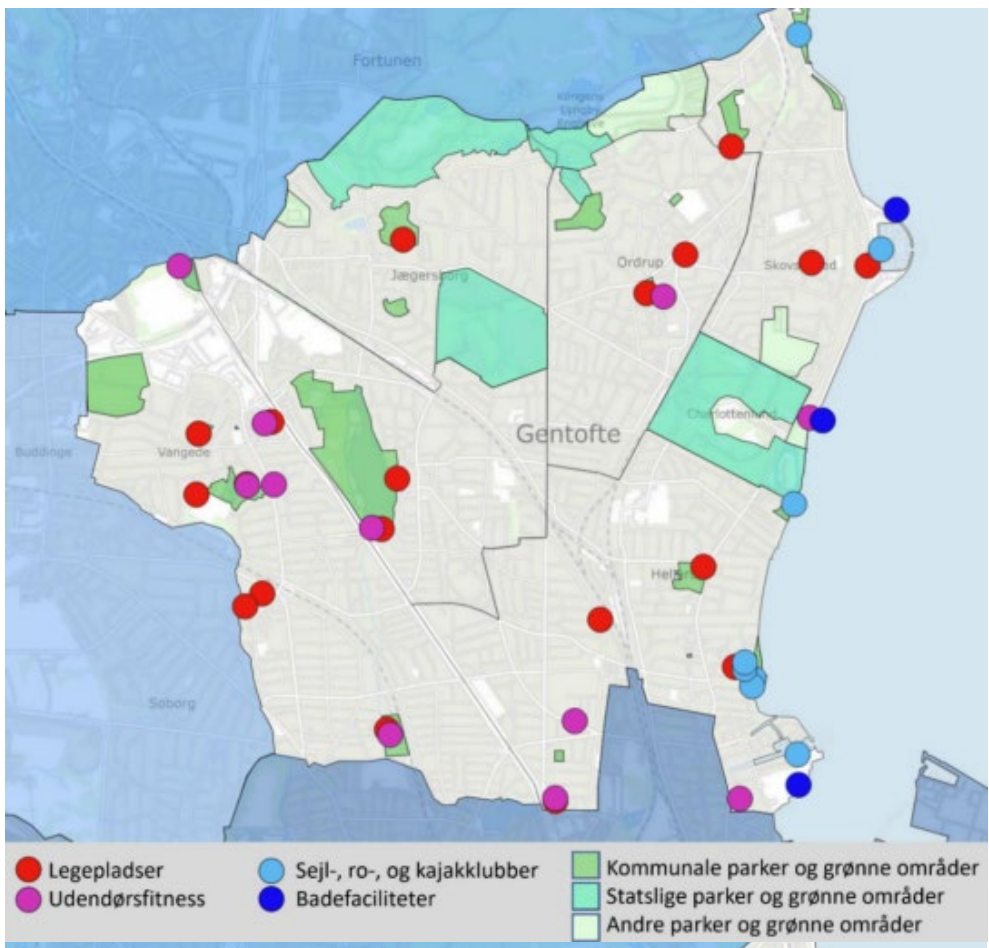 Fortunen
Jægersborg
Ordrup
Gentofte
Charlottenlund
Buddinge
Vangede
Søborg
Legepladser
Udendørsfitness
Sejl-, ro-, og kajakklubber
Badefaciliteter
Kommunale parker og grønne områder
Statslige parker og grønne områder
Andre parker og grønne områder